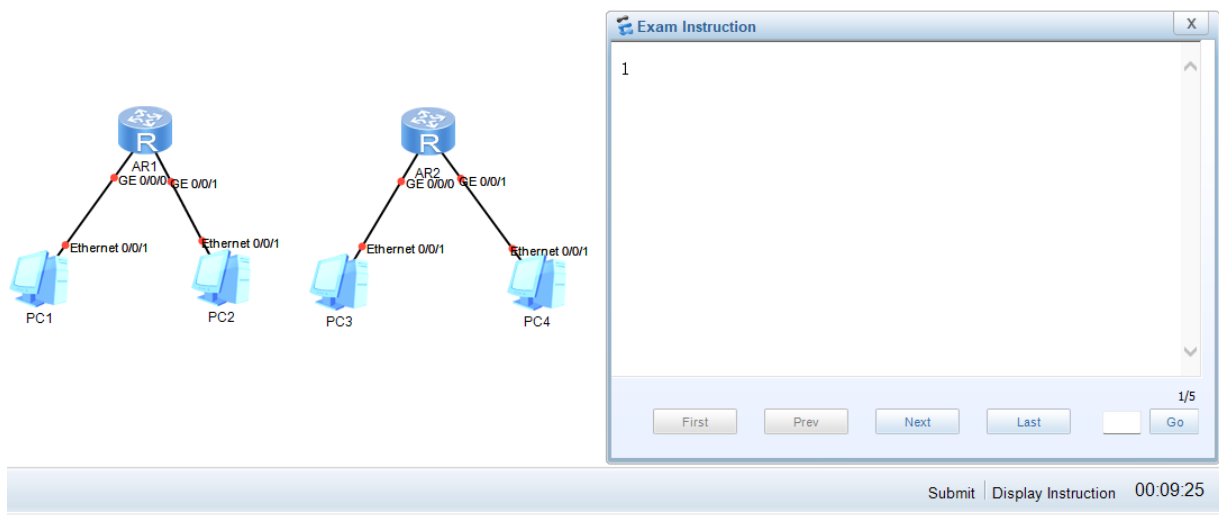 Exam Instruction
X
1
R
AR1
GE 0/0/0
GE 0/0/1
Ethernet 0/0/1
Ethernet 0/0/1
PC1
PC2
R
AR2
GE 0/0/0
GE 0/0/1
Ethernet 0/0/1
Ethernet 0/0/1
PC3
PC4
1/5
First Prev Next Last Go
Submit Display Instruction 00:09:25